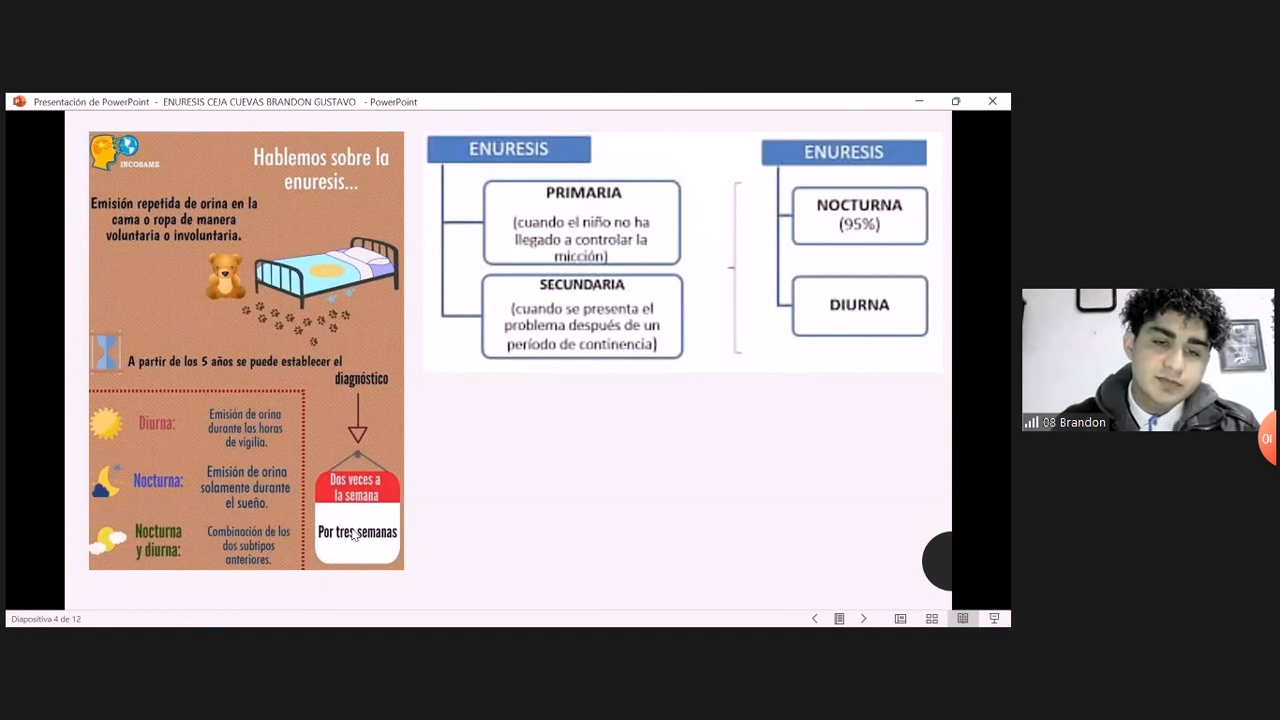 Presentación de PowerPoint - ENURESIS CEJA CUEVAS BRANDON GUSTAVO - PowerPoint
INCOSAME
Hablemos sobre la
enuresis...
Emisión repetida de orina en la
cama o ropa de manera
voluntaria o involuntaria.
A partir de los 5 años se puede establecer el
diagnóstico
Diurna:
Emisión de orina
durante las horas
de vigilia.
Nocturna:
Emisión de orina
solamente durante
el sueño.
Nocturna
y diurna:
Combinación de los
dos subtipos
anteriores.
Dos veces a
la semana
Por tres semanas
ENURESIS
PRIMARIA
(cuando el niño no ha
llegado a controlar la
micción)
SECUNDARIA
(cuando se presenta el
problema después de un
período de continencia)
ENURESIS
NOCTURNA
(95%)
DIURNA
08 Brandon
Diapositiva 4 de 12